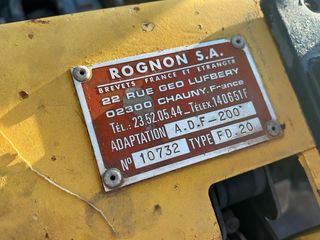 ROGNON S.A.
BREVETS FRANCE ET ETRANGER
22 RUE GEO LUFBERY
02300 CHAUNY.France
TEL.: 23.52.05.44 _ TÉLEX.140651F
ADAPTATION A.D.F-200
No 10732 TYPE FD.20